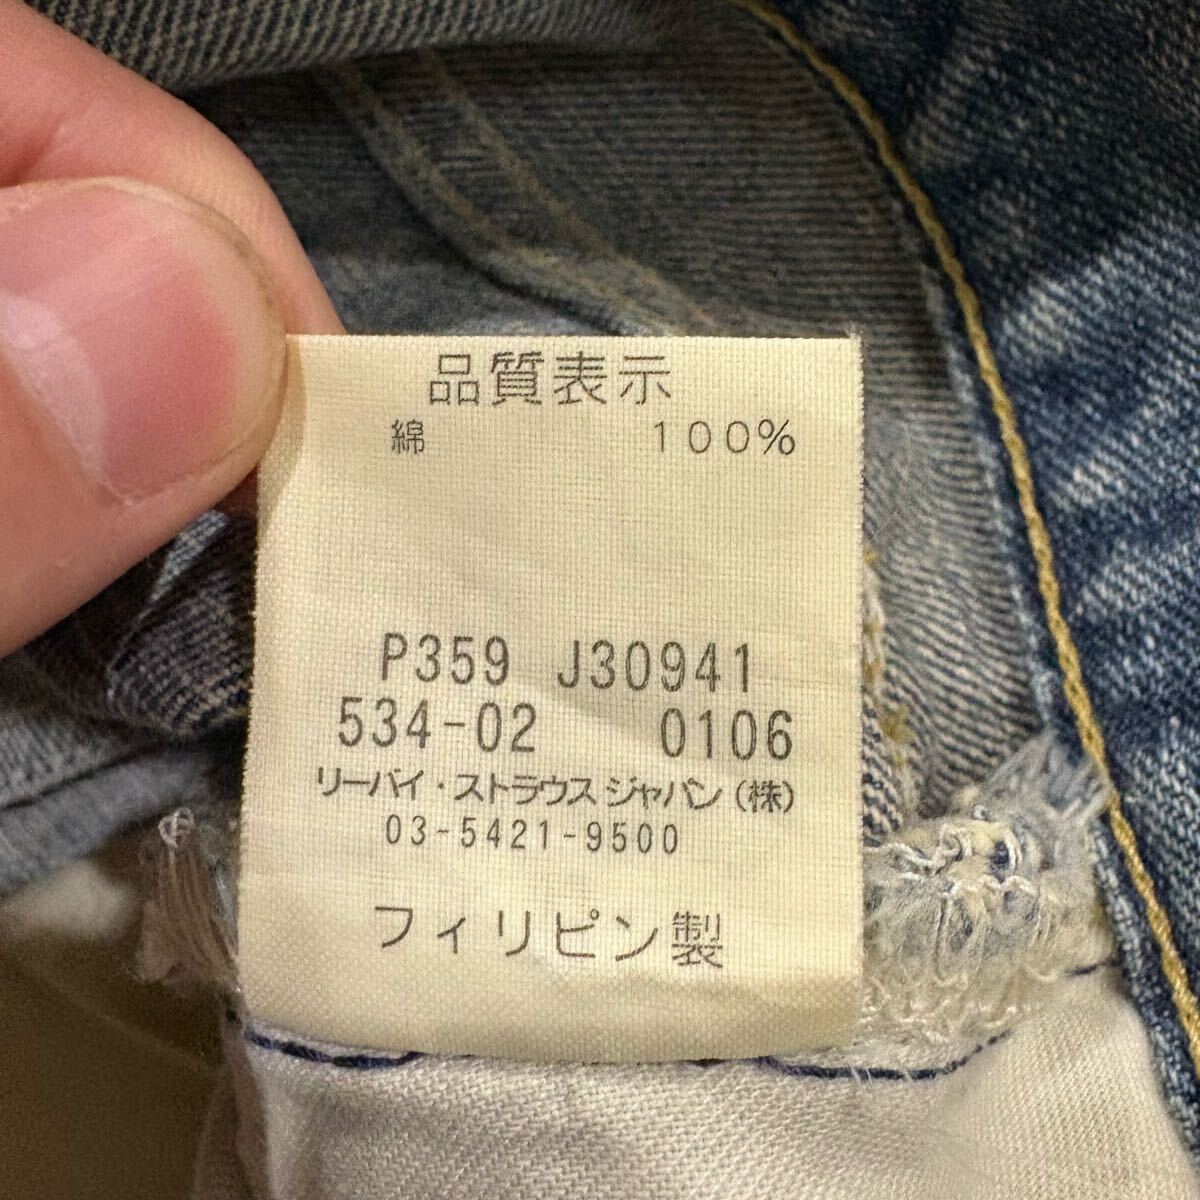 品質表示
綿 100%
P359 J30941
534-02 0106
リーバイ・ストラウス ジャパン(株)
03-5421-9500
フィリピン製